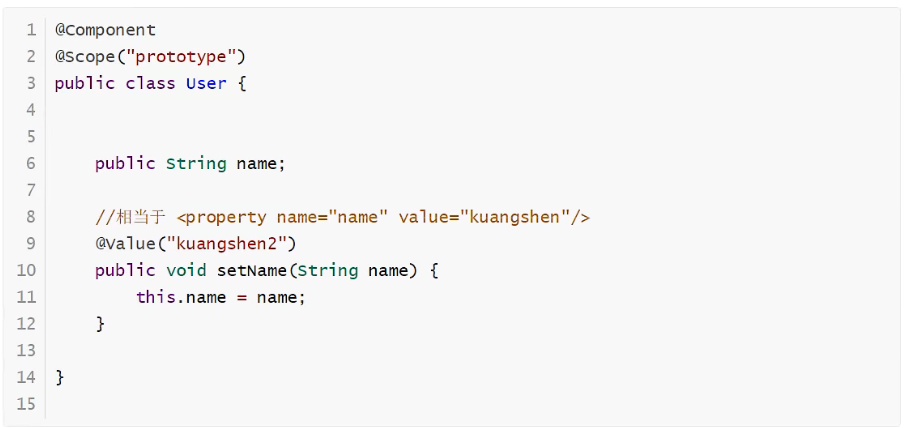 1 @Component
2 @Scope("prototype")
3 public class User {
4
5
6     public String name;
7
8     //相当于 <property name="name" value="kuangshen"/>
9     @Value("kuangshen2")
10     public void setName(String name) {
11         this.name = name;
12     }
13
14 }
15